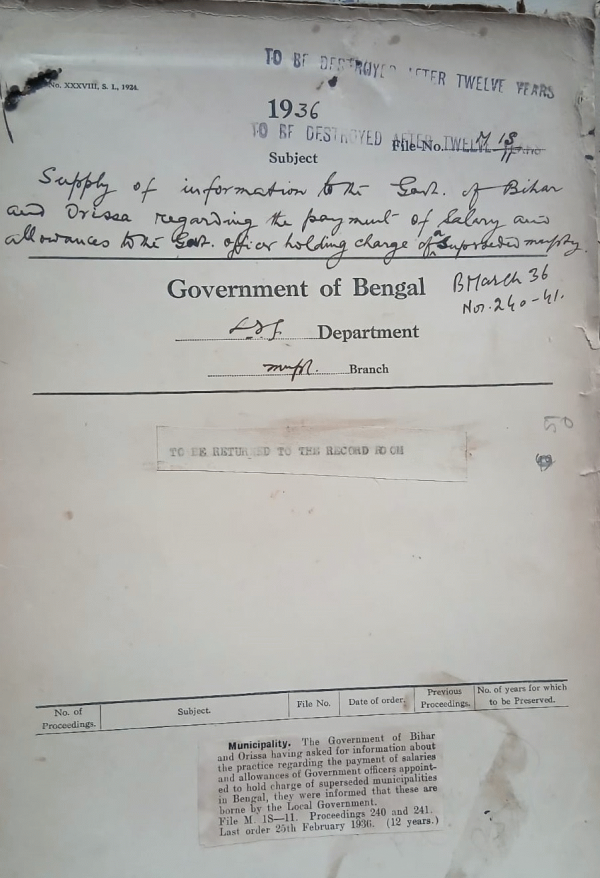 TO BE DESTROYED AFTER TWELVE YEARS
No. XXXVIII, S. I., 1924.
1936
TO BE DESTROYED AFTER TWELVE
File No. M 1S/11
Subject
Supply of information to the Govt. of Bihar
and Orissa regarding the payment of salary and
allowances to the Govt. officer holding charge of a superseded muplty.
Government of Bengal
B March 36
Nos. 240-41.
Department
Branch
50
TO BE RETURNED TO THE RECORD ROOM
No. of Proceedings. Subject. File No. Date of order. Previous Proceedings. No. of years for which to be Preserved.
Municipality. The Government of Bihar
and Orissa having asked for information about
the practice regarding the payment of salaries
and allowances of Government officers appoint-
ed to hold charge of superseded municipalities
in Bengal, they were informed that these are
borne by the Local Government.
File M. 1S—11. Proceedings 240 and 241.
Last order 25th February 1936. (12 years.)